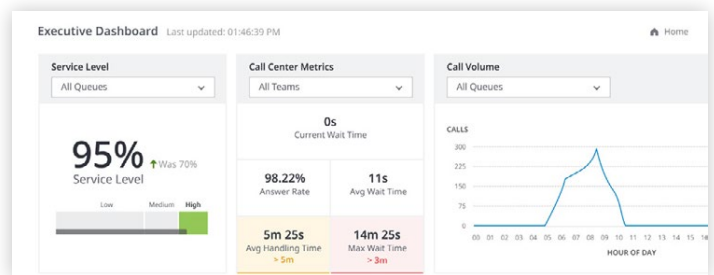 Executive Dashboard Last updated: 01:46:39 PM
Home
Service Level
All Queues
95%
Was 70%
Service Level
Low Medium High
Call Center Metrics
All Teams
0s
Current Wait Time
98.22%
Answer Rate
11s
Avg Wait Time
5m 25s
Avg Handling Time
> 5m
14m 25s
Max Wait Time
> 3m
Call Volume
All Queues
CALLS
300
225
150
75
0
00 01 02 03 04 05 06 07 08 09 10 11 12 13 14 15
HOUR OF DAY